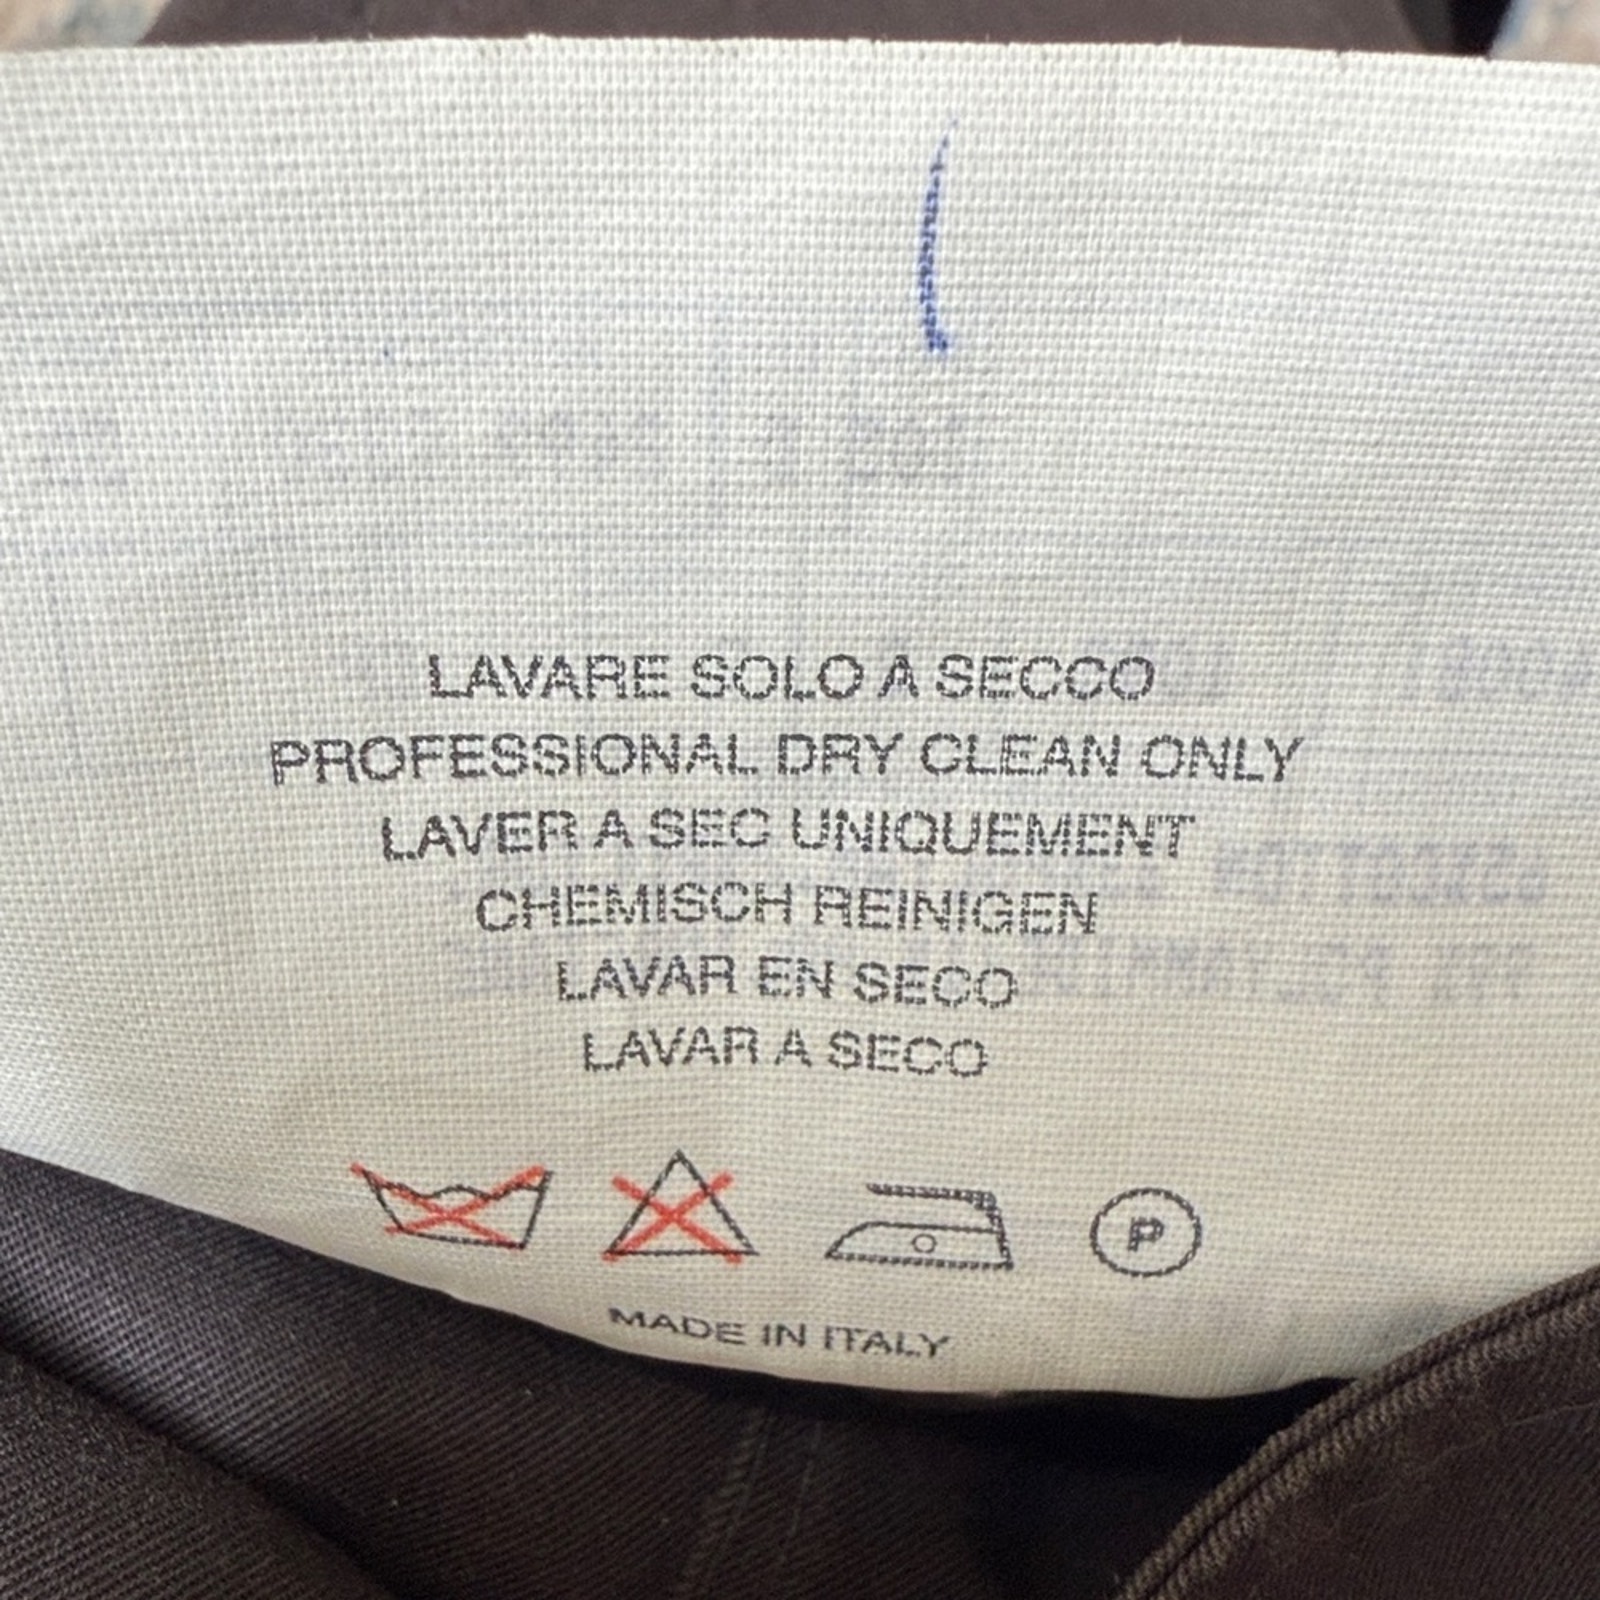 LAVARE SOLO A SECCO
PROFESSIONAL DRY CLEAN ONLY
LAVER A SEC UNIQUEMENT
CHEMISCH REINIGEN
LAVAR EN SECO
LAVAR A SECO
P
MADE IN ITALY